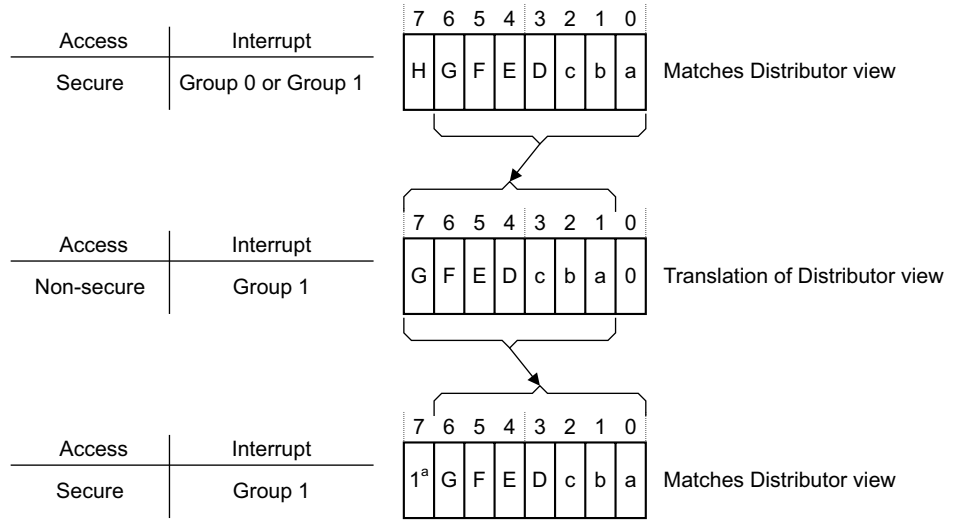 7 6 5 4 3 2 1 0
Access Interrupt
Secure Group 0 or Group 1 H G F E D c b a Matches Distributor view
7 6 5 4 3 2 1 0
Access Interrupt
Non-secure Group 1 G F E D c b a 0 Translation of Distributor view
7 6 5 4 3 2 1 0
Access Interrupt
Secure Group 1 1ᵃ G F E D c b a Matches Distributor view